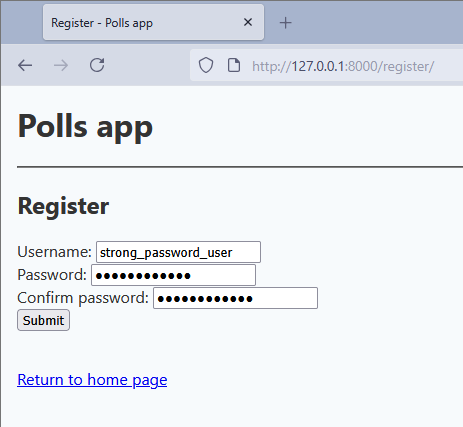 Register - Polls app
http://127.0.0.1:8000/register/
Polls app
Register
Username: strong_password_user
Password: ••••••••••••
Confirm password: ••••••••••••
Submit
Return to home page